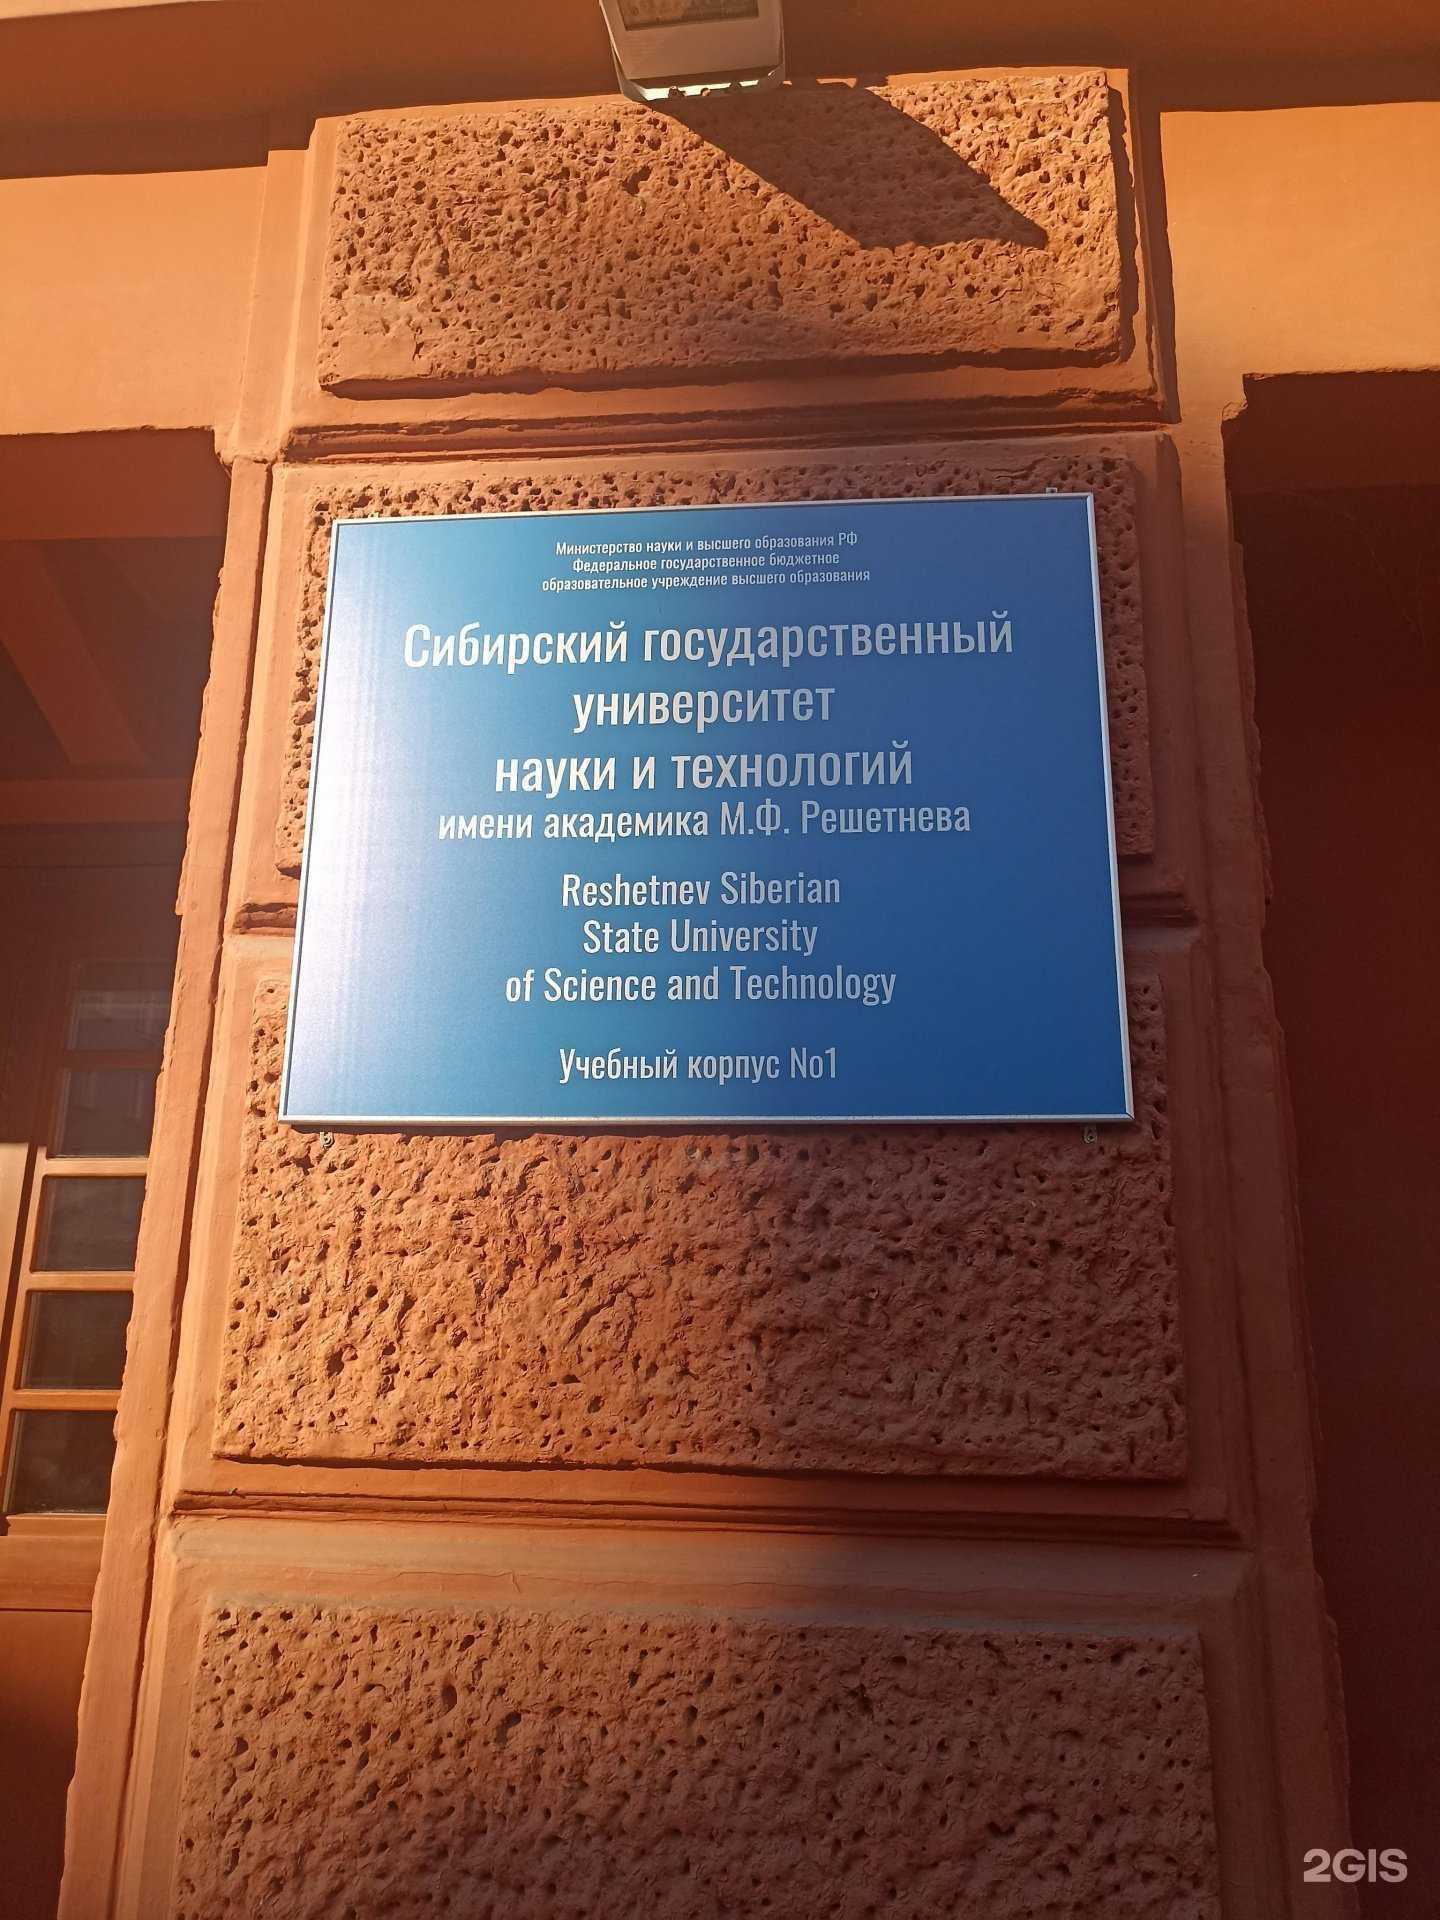 Министерство науки и высшего образования РФ
Федеральное государственное бюджетное
образовательное учреждение высшего образования
Сибирский государственный
университет
науки и технологий
имени академика М.Ф. Решетнева
Reshetnev Siberian
State University
of Science and Technology
Учебный корпус No1
2GIS